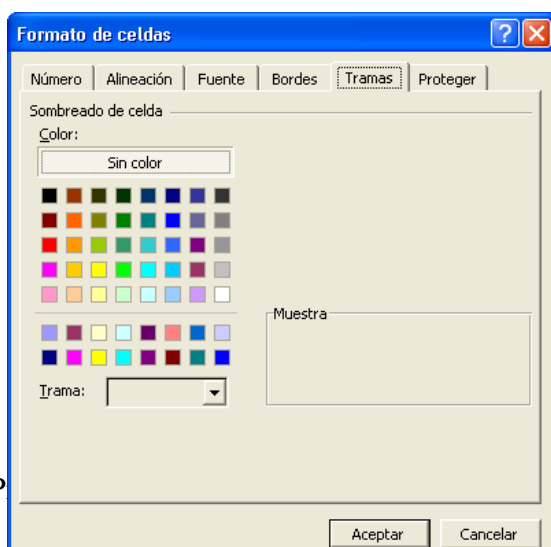 Formato de celdas
Número Alineación Fuente Bordes Tramas Proteger
Sombreado de celda
Color:
Sin color
Muestra
Trama:
Aceptar Cancelar